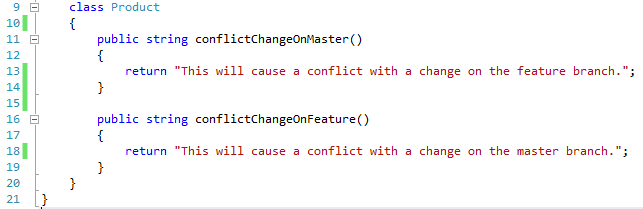 9 class Product
10 {
11 public string conflictChangeOnMaster()
12 {
13 return "This will cause a conflict with a change on the feature branch.";
14 }
15
16 public string conflictChangeOnFeature()
17 {
18 return "This will cause a conflict with a change on the master branch.";
19 }
20 }
21 }